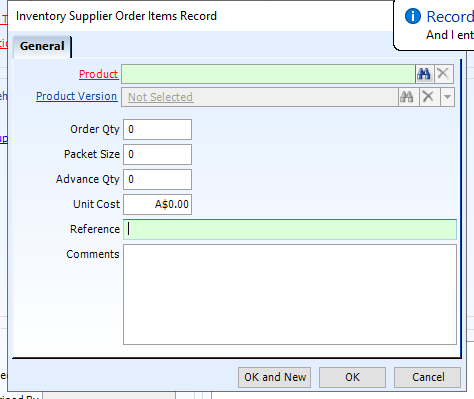 Inventory Supplier Order Items Record
Record
And I ent
General
Product
Product Version Not Selected
Order Qty 0
Packet Size 0
Advance Qty 0
Unit Cost A$0.00
Reference
Comments
OK and New OK Cancel